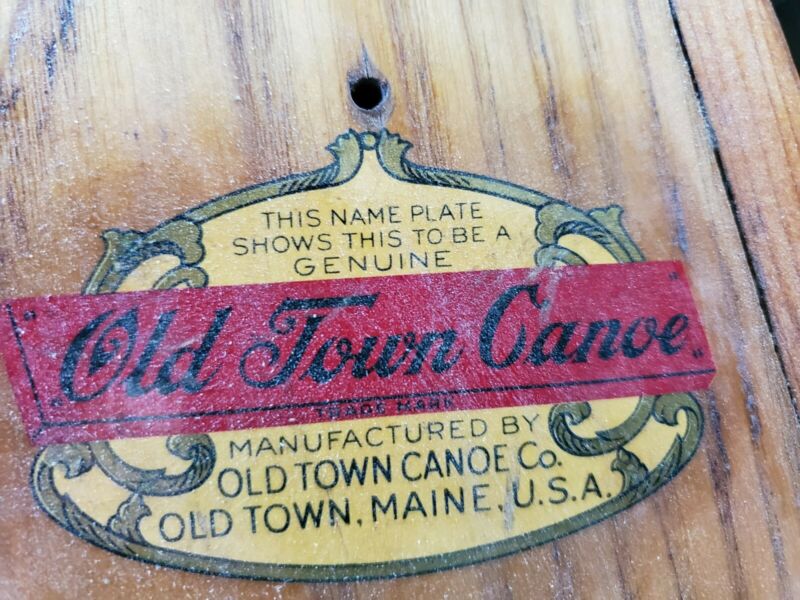 THIS NAME PLATE
SHOWS THIS TO BE A
GENUINE
"Old Town Canoe"
TRADE MARK
MANUFACTURED BY
OLD TOWN CANOE Co.
OLD TOWN, MAINE, U.S.A.